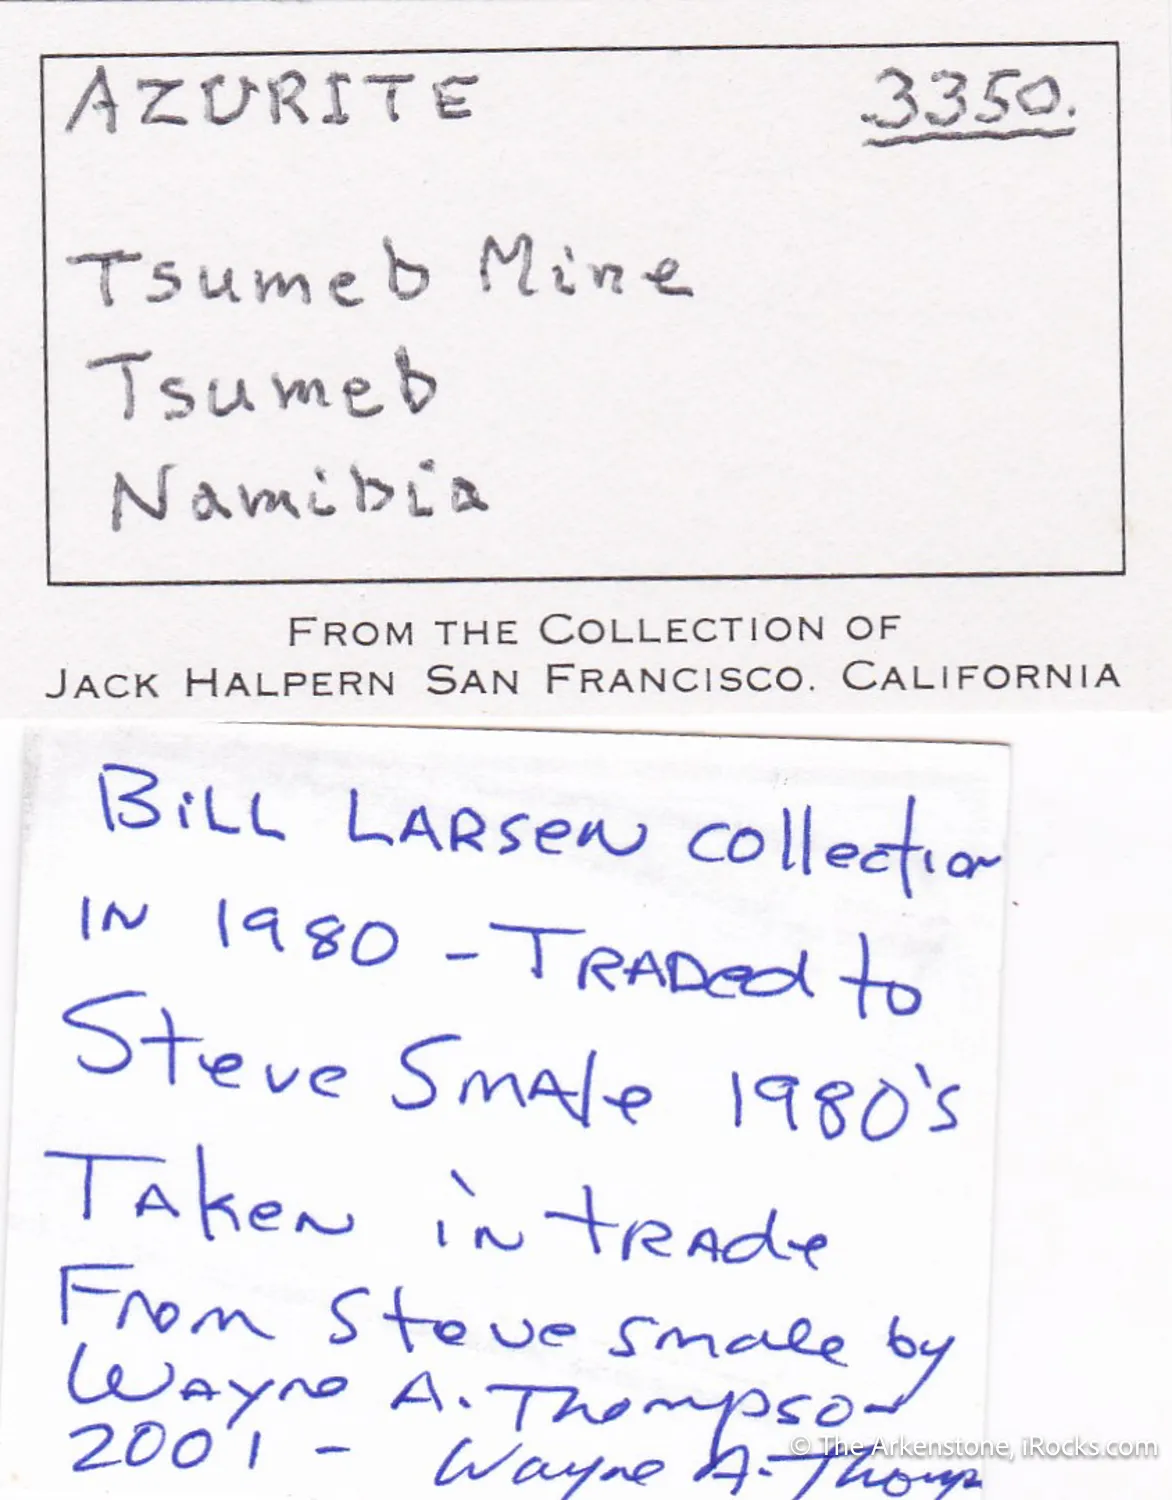 AZURITE 3350.
Tsumeb Mine
Tsumeb
Namibia
FROM THE COLLECTION OF
JACK HALPERN SAN FRANCISCO. CALIFORNIA
BiLL LARSeN collection
IN 1980 - TRADed to
Steve SmAle 1980's
TAken in tRAde
From Steve Smale by
Wayne A. Thompson
2001 - Wayne A. Thomp
© The Arkenstone, iRocks.com